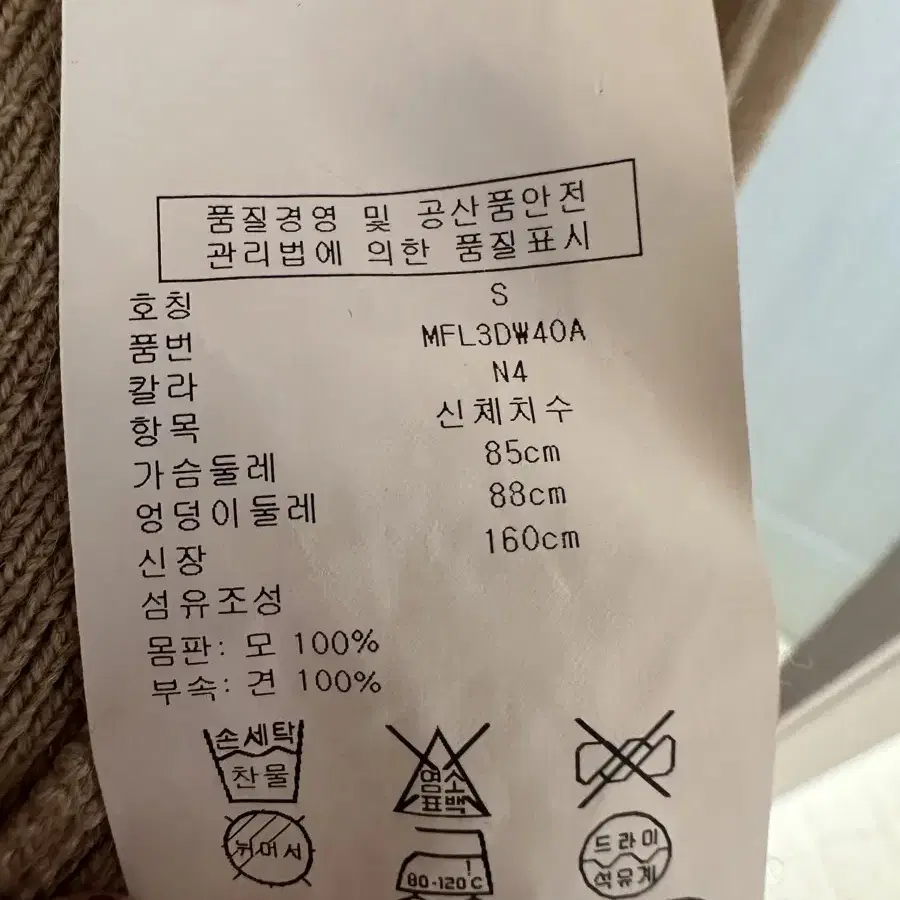 품질경영 및 공산품안전
관리법에 의한 품질표시
호칭 S
품번 MFL3DW40A
칼라 N4
항목 신체치수
가슴둘레 85cm
엉덩이둘레 88cm
신장 160cm
섬유조성
몸판: 모 100%
부속: 견 100%
손세탁
찬물
염소
표백
뉘어서
80-120℃
드라이
석유계